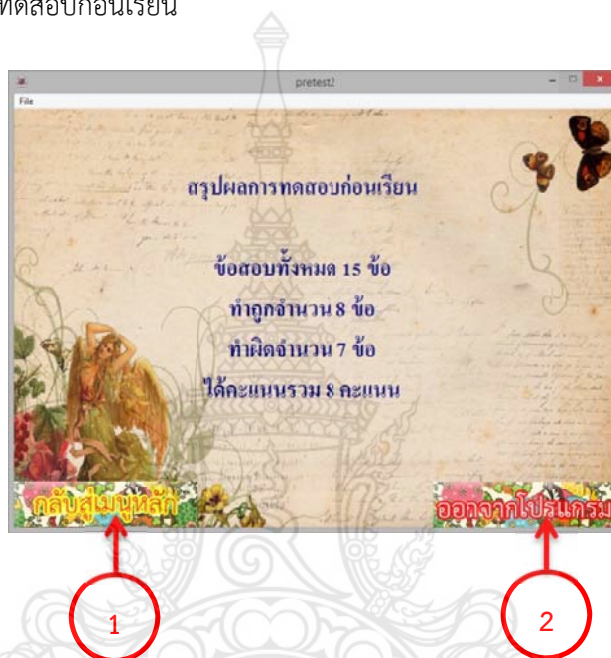 ทดสอบก่อนเรียน
pretest2
File
สรุปผลการทดสอบก่อนเรียน
ข้อสอบทั้งหมด 15 ข้อ
ทำถูกจำนวน 8 ข้อ
ทำผิดจำนวน 7 ข้อ
ได้คะแนนรวม 8 คะแนน
กลับสู่เมนูหลัก
ออกจากโปรแกรม
1
2